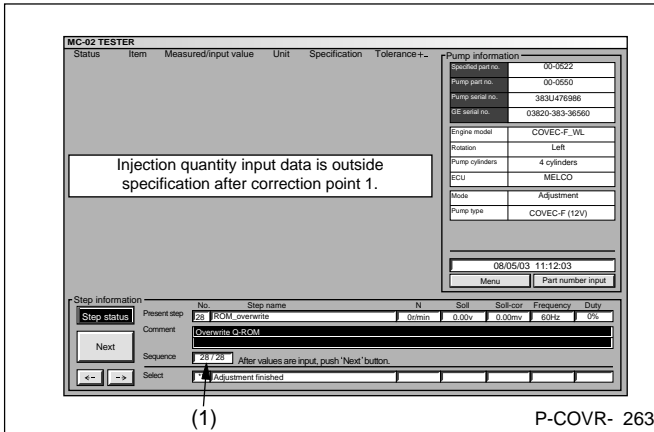 MC-02 TESTER
Status Item Measured/input value Unit Specification Tolerance+-
Pump information
Specified part no. 00-0522
Pump part no. 00-0550
Pump serial no. 383U476986
GE serial no. 03820-383-36560
Engine model COVEC-F_WL
Rotation Left
Pump cylinders 4 cylinders
ECU MELCO
Mode Adjustment
Pump type COVEC-F (12V)
Injection quantity input data is outside
specification after correction point 1.
08/05/03 11:12:03
Menu Part number input
Step information
No. Step name N Soll Soll-cor Frequency Duty
Step status Present step 28 ROM_overwrite 0r/min 0.00v 0.00mv 60Hz 0%
Comment Overwrite Q-ROM
Next
Sequence 28 / 28 After values are input, push 'Next' button.
<- -> Select Adjustment finished
(1)
P-COVR- 263